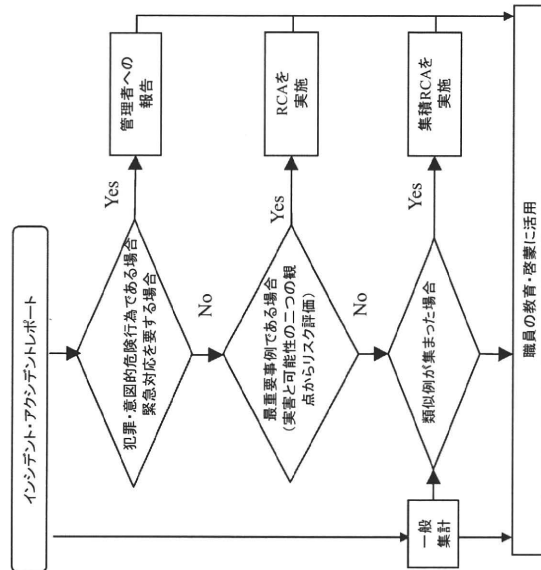 インシデント・アクシデントレポート
犯罪・意図的危険行為である場合
緊急対応を要する場合
Yes
管理者への
報告
No
最重要事例である場合
(実害と可能性の二つの観
点からリスク評価)
Yes
RCAを
実施
No
類似例が集まった場合
Yes
集積RCAを
実施
一般
集計
職員の教育・啓蒙に活用